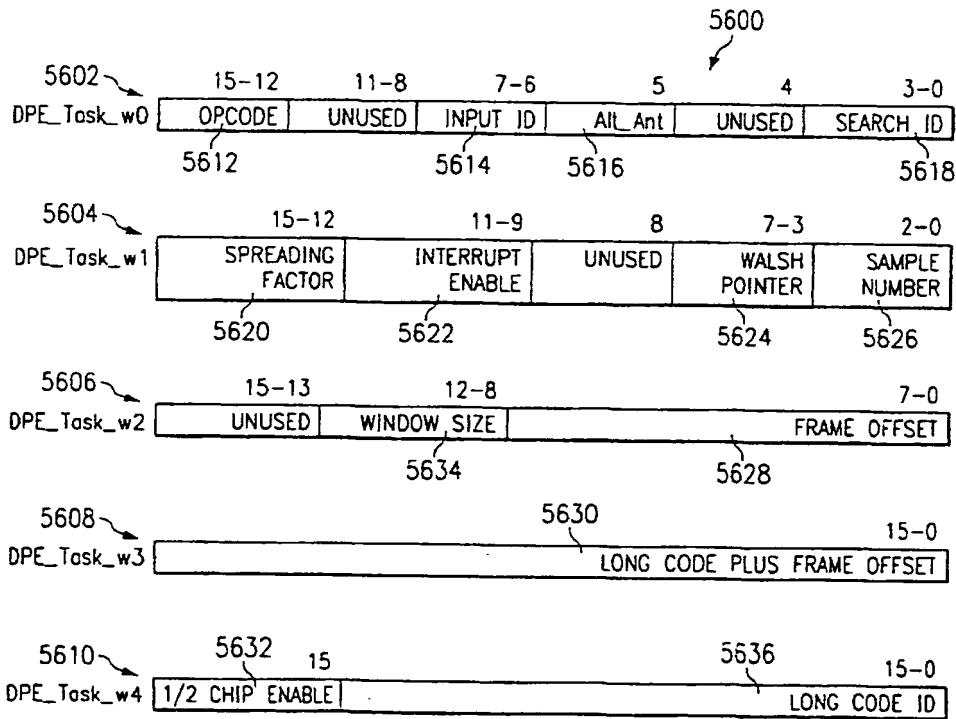 5600
5602
15-12 11-8 7-6 5 4 3-0
DPE_Task_w0 OPCODE UNUSED INPUT ID Alt_Ant UNUSED SEARCH ID
5612 5614 5616 5618
5604
15-12 11-9 8 7-3 2-0
DPE_Task_w1 SPREADING FACTOR INTERRUPT ENABLE UNUSED WALSH POINTER SAMPLE NUMBER
5620 5622 5624 5626
5606
15-13 12-8 7-0
DPE_Task_w2 UNUSED WINDOW SIZE FRAME OFFSET
5634 5628
5608 5630 15-0
DPE_Task_w3 LONG CODE PLUS FRAME OFFSET
5610 5632 15 5636 15-0
DPE_Task_w4 1/2 CHIP ENABLE LONG CODE ID